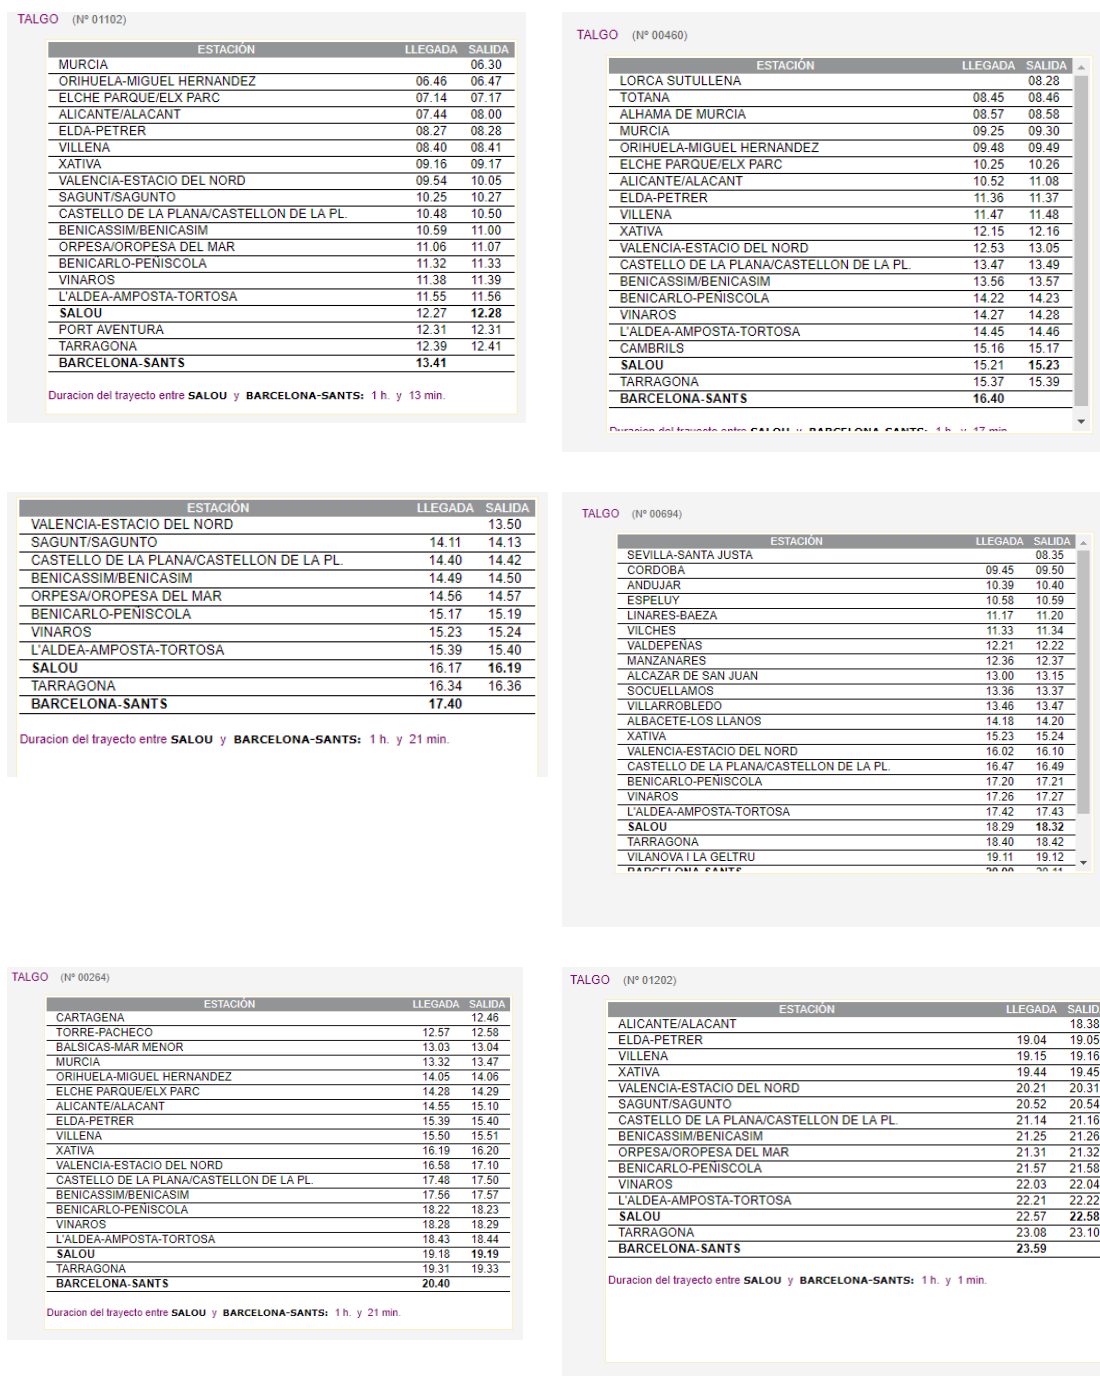 TALGO (Nº 01102)
ESTACIÓN LLEGADA SALIDA
MURCIA 06.30
ORIHUELA-MIGUEL HERNANDEZ 06.46 06.47
ELCHE PARQUE/ELX PARC 07.14 07.17
ALICANTE/ALACANT 07.44 08.00
ELDA-PETRER 08.27 08.28
VILLENA 08.40 08.41
XATIVA 09.16 09.17
VALENCIA-ESTACIO DEL NORD 09.54 10.05
SAGUNT/SAGUNTO 10.25 10.27
CASTELLO DE LA PLANA/CASTELLON DE LA PL. 10.48 10.50
BENICASSIM/BENICASIM 10.59 11.00
ORPESA/OROPESA DEL MAR 11.06 11.07
BENICARLO-PEÑISCOLA 11.32 11.33
VINAROS 11.38 11.39
L'ALDEA-AMPOSTA-TORTOSA 11.55 11.56
SALOU 12.27 12.28
PORT AVENTURA 12.31 12.31
TARRAGONA 12.39 12.41
BARCELONA-SANTS 13.41
Duracion del trayecto entre SALOU y BARCELONA-SANTS: 1 h. y 13 min.
TALGO (Nº 00460)
ESTACIÓN LLEGADA SALIDA
LORCA SUTULLENA 08.28
TOTANA 08.45 08.46
ALHAMA DE MURCIA 08.57 08.58
MURCIA 09.25 09.30
ORIHUELA-MIGUEL HERNANDEZ 09.48 09.49
ELCHE PARQUE/ELX PARC 10.25 10.26
ALICANTE/ALACANT 10.52 11.08
ELDA-PETRER 11.36 11.37
VILLENA 11.47 11.48
XATIVA 12.15 12.16
VALENCIA-ESTACIO DEL NORD 12.53 13.05
CASTELLO DE LA PLANA/CASTELLON DE LA PL. 13.47 13.49
BENICASSIM/BENICASIM 13.56 13.57
BENICARLO-PEÑISCOLA 14.22 14.23
VINAROS 14.27 14.28
L'ALDEA-AMPOSTA-TORTOSA 14.45 14.46
CAMBRILS 15.16 15.17
SALOU 15.21 15.23
TARRAGONA 15.37 15.39
BARCELONA-SANTS 16.40
Duracion del trayecto entre SALOU y BARCELONA-SANTS: 1 h. y 17 min.
ESTACIÓN LLEGADA SALIDA
VALENCIA-ESTACIO DEL NORD 13.50
SAGUNT/SAGUNTO 14.11 14.13
CASTELLO DE LA PLANA/CASTELLON DE LA PL. 14.40 14.42
BENICASSIM/BENICASIM 14.49 14.50
ORPESA/OROPESA DEL MAR 14.56 14.57
BENICARLO-PEÑISCOLA 15.17 15.19
VINAROS 15.23 15.24
L'ALDEA-AMPOSTA-TORTOSA 15.39 15.40
SALOU 16.17 16.19
TARRAGONA 16.34 16.36
BARCELONA-SANTS 17.40
Duracion del trayecto entre SALOU y BARCELONA-SANTS: 1 h. y 21 min.
TALGO (Nº 00694)
ESTACIÓN LLEGADA SALIDA
SEVILLA-SANTA JUSTA 08.35
CORDOBA 09.45 09.50
ANDUJAR 10.39 10.40
ESPELUY 10.58 10.59
LINARES-BAEZA 11.17 11.20
VILCHES 11.33 11.34
VALDEPEÑAS 12.21 12.22
MANZANARES 12.36 12.37
ALCAZAR DE SAN JUAN 13.00 13.15
SOCUELLAMOS 13.36 13.37
VILLARROBLEDO 13.46 13.47
ALBACETE-LOS LLANOS 14.18 14.20
XATIVA 15.23 15.24
VALENCIA-ESTACIO DEL NORD 16.02 16.10
CASTELLO DE LA PLANA/CASTELLON DE LA PL. 16.47 16.49
BENICARLO-PEÑISCOLA 17.20 17.21
VINAROS 17.26 17.27
L'ALDEA-AMPOSTA-TORTOSA 17.42 17.43
SALOU 18.29 18.32
TARRAGONA 18.40 18.42
VILANOVA I LA GELTRU 19.11 19.12
BARCELONA-SANTS
TALGO (Nº 00264)
ESTACIÓN LLEGADA SALIDA
CARTAGENA 12.46
TORRE-PACHECO 12.57 12.58
BALSICAS-MAR MENOR 13.03 13.04
MURCIA 13.32 13.47
ORIHUELA-MIGUEL HERNANDEZ 14.05 14.06
ELCHE PARQUE/ELX PARC 14.28 14.29
ALICANTE/ALACANT 14.55 15.10
ELDA-PETRER 15.39 15.40
VILLENA 15.50 15.51
XATIVA 16.19 16.20
VALENCIA-ESTACIO DEL NORD 16.58 17.10
CASTELLO DE LA PLANA/CASTELLON DE LA PL. 17.48 17.50
BENICASSIM/BENICASIM 17.56 17.57
BENICARLO-PEÑISCOLA 18.22 18.23
VINAROS 18.28 18.29
L'ALDEA-AMPOSTA-TORTOSA 18.43 18.44
SALOU 19.18 19.19
TARRAGONA 19.31 19.33
BARCELONA-SANTS 20.40
Duracion del trayecto entre SALOU y BARCELONA-SANTS: 1 h. y 21 min.
TALGO (Nº 01202)
ESTACIÓN LLEGADA SALID
ALICANTE/ALACANT 18.38
ELDA-PETRER 19.04 19.05
VILLENA 19.15 19.16
XATIVA 19.44 19.45
VALENCIA-ESTACIO DEL NORD 20.21 20.31
SAGUNT/SAGUNTO 20.52 20.54
CASTELLO DE LA PLANA/CASTELLON DE LA PL. 21.14 21.16
BENICASSIM/BENICASIM 21.25 21.26
ORPESA/OROPESA DEL MAR 21.31 21.32
BENICARLO-PEÑISCOLA 21.57 21.58
VINAROS 22.03 22.04
L'ALDEA-AMPOSTA-TORTOSA 22.21 22.22
SALOU 22.57 22.58
TARRAGONA 23.08 23.10
BARCELONA-SANTS 23.59
Duracion del trayecto entre SALOU y BARCELONA-SANTS: 1 h. y 1 min.